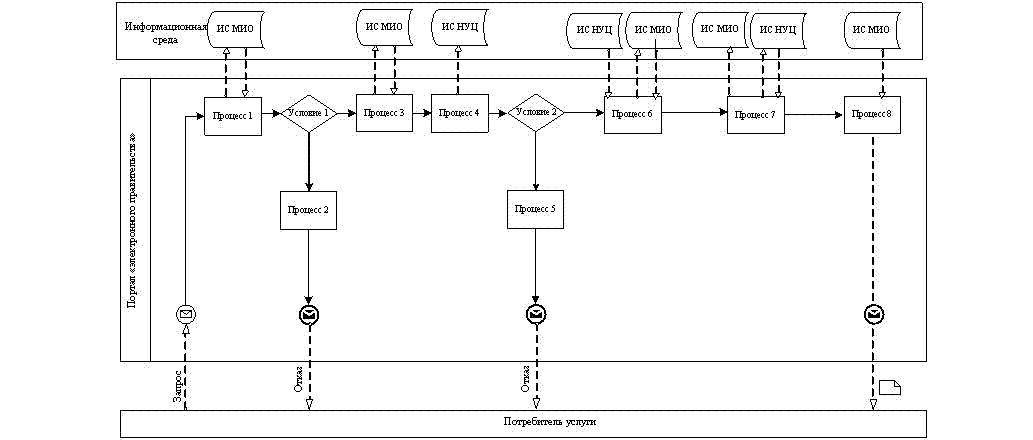 Информационная
среда
ИС МИО
ИС МИО
ИС НУЦ
ИС НУЦ
ИС МИО
ИС МИО
ИС НУЦ
ИС МИО
Портал «электронного правительства»
Процесс 1
Условие 1
Процесс 3
Процесс 4
Условие 2
Процесс 6
Процесс 7
Процесс 8
Процесс 2
Процесс 5
Запрос
Отказ
Отказ
Потребитель услуги